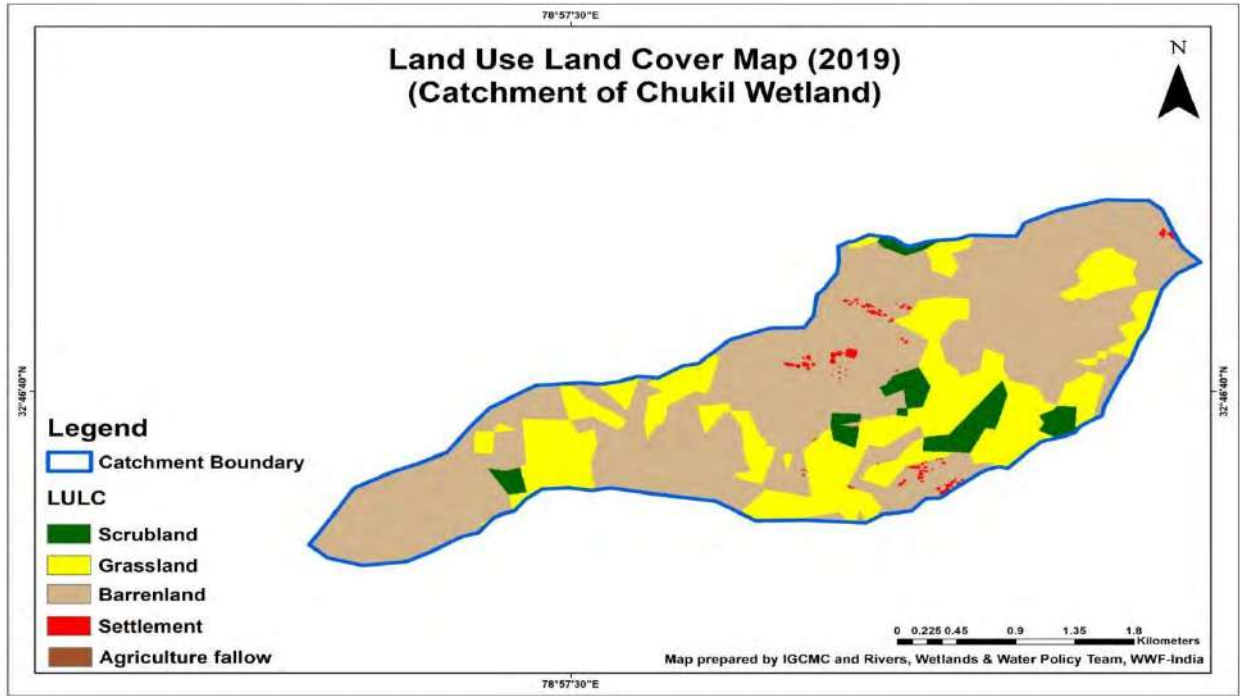 78°57'30"E
Land Use Land Cover Map (2019)
(Catchment of Chukil Wetland)
N
32°46'40"N
32°46'40"N
Legend
Catchment Boundary
LULC
Scrubland
Grassland
Barrenland
Settlement
Agriculture fallow
0 0.225 0.45 0.9 1.35 1.8
Kilometers
Map prepared by IGCMC and Rivers, Wetlands & Water Policy Team, WWF-India
78°57'30"E